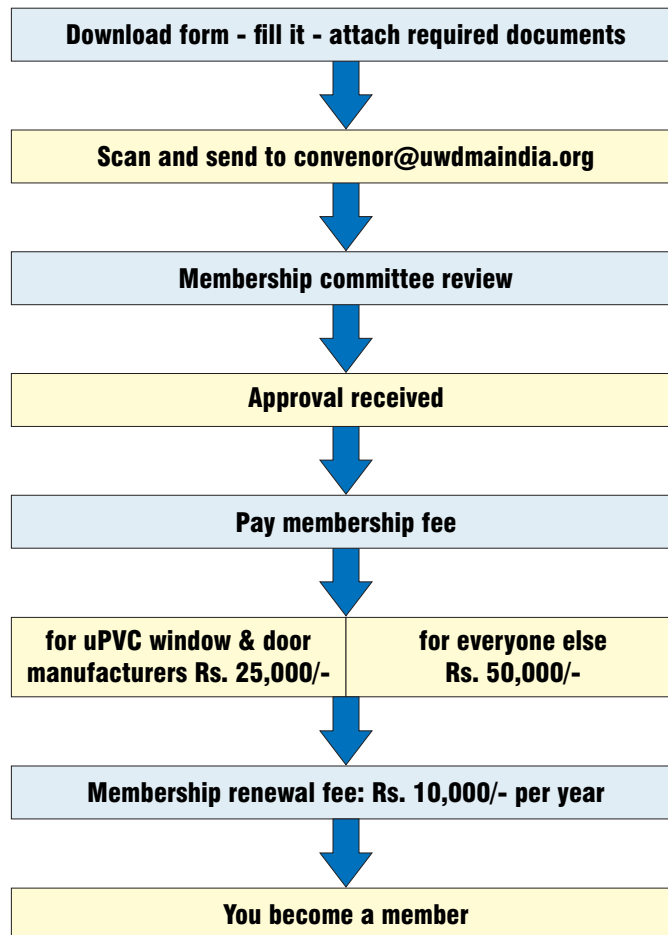 Download form - fill it - attach required documents
Scan and send to convenor@uwdmaindia.org
Membership committee review
Approval received
Pay membership fee
for uPVC window & door
manufacturers Rs. 25,000/-
for everyone else
Rs. 50,000/-
Membership renewal fee: Rs. 10,000/- per year
You become a member